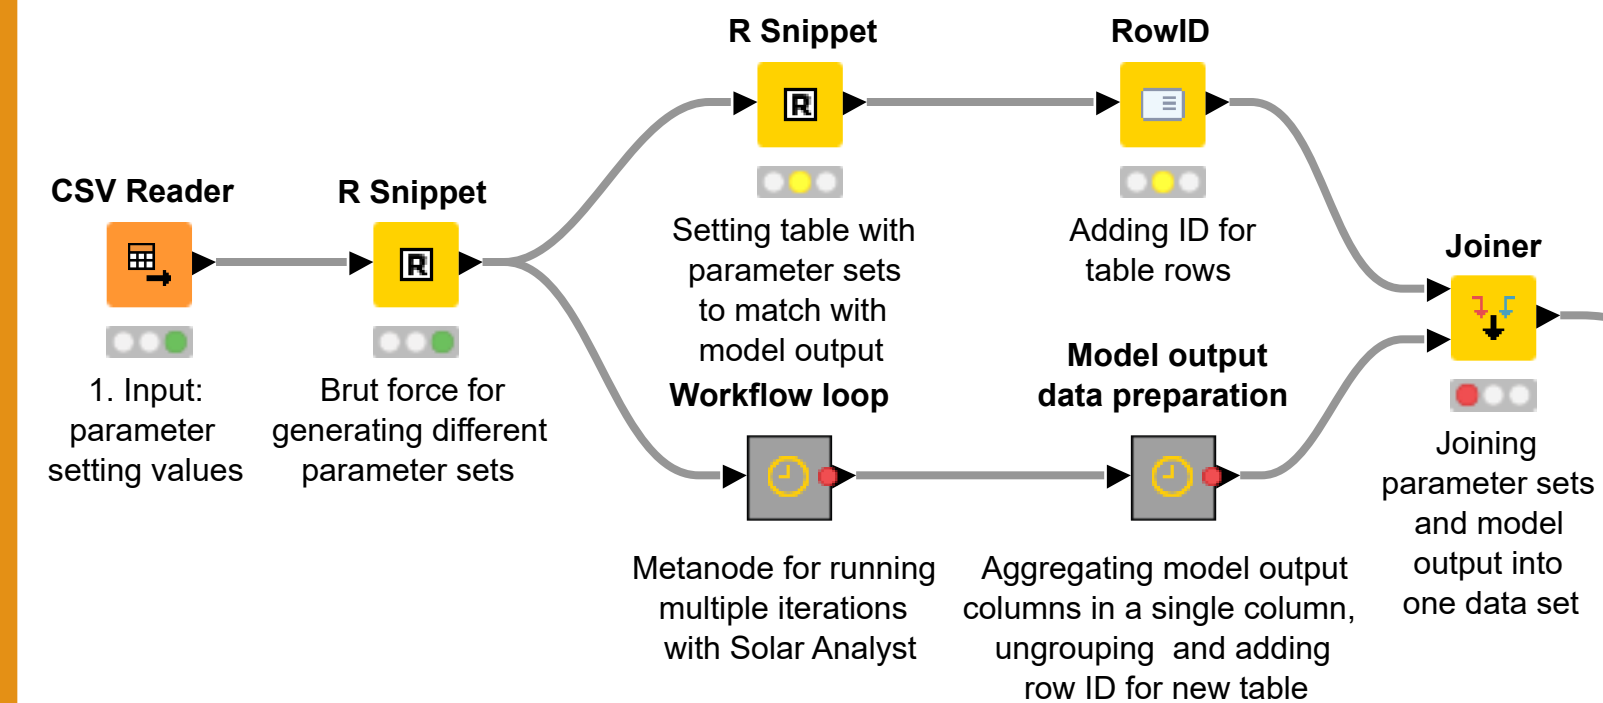 CSV Reader
1. Input:
parameter
setting values
R Snippet
R
Brut force for
generating different
parameter sets
R Snippet
R
Setting table with
parameter sets
to match with
model output
RowID
Adding ID for
table rows
Workflow loop
Metanode for running
multiple iterations
with Solar Analyst
Model output
data preparation
Aggregating model output
columns in a single column,
ungrouping and adding
row ID for new table
Joiner
Joining
parameter sets
and model
output into
one data set